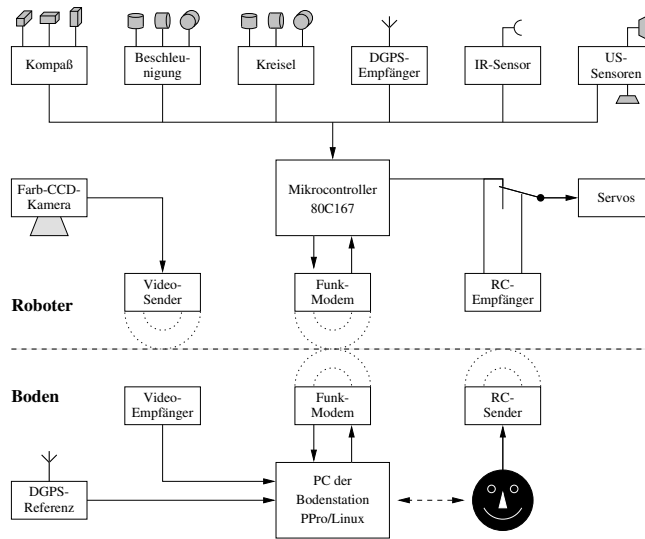 Kompaß
Beschleu-
nigung
Kreisel
DGPS-
Empfänger
IR-Sensor
US-
Sensoren
Farb-CCD-
Kamera
Mikrocontroller
80C167
Servos
Video-
Sender
Funk-
Modem
RC-
Empfänger
Roboter
Boden
Video-
Empfänger
Funk-
Modem
RC-
Sender
DGPS-
Referenz
PC der
Bodenstation
PPro/Linux